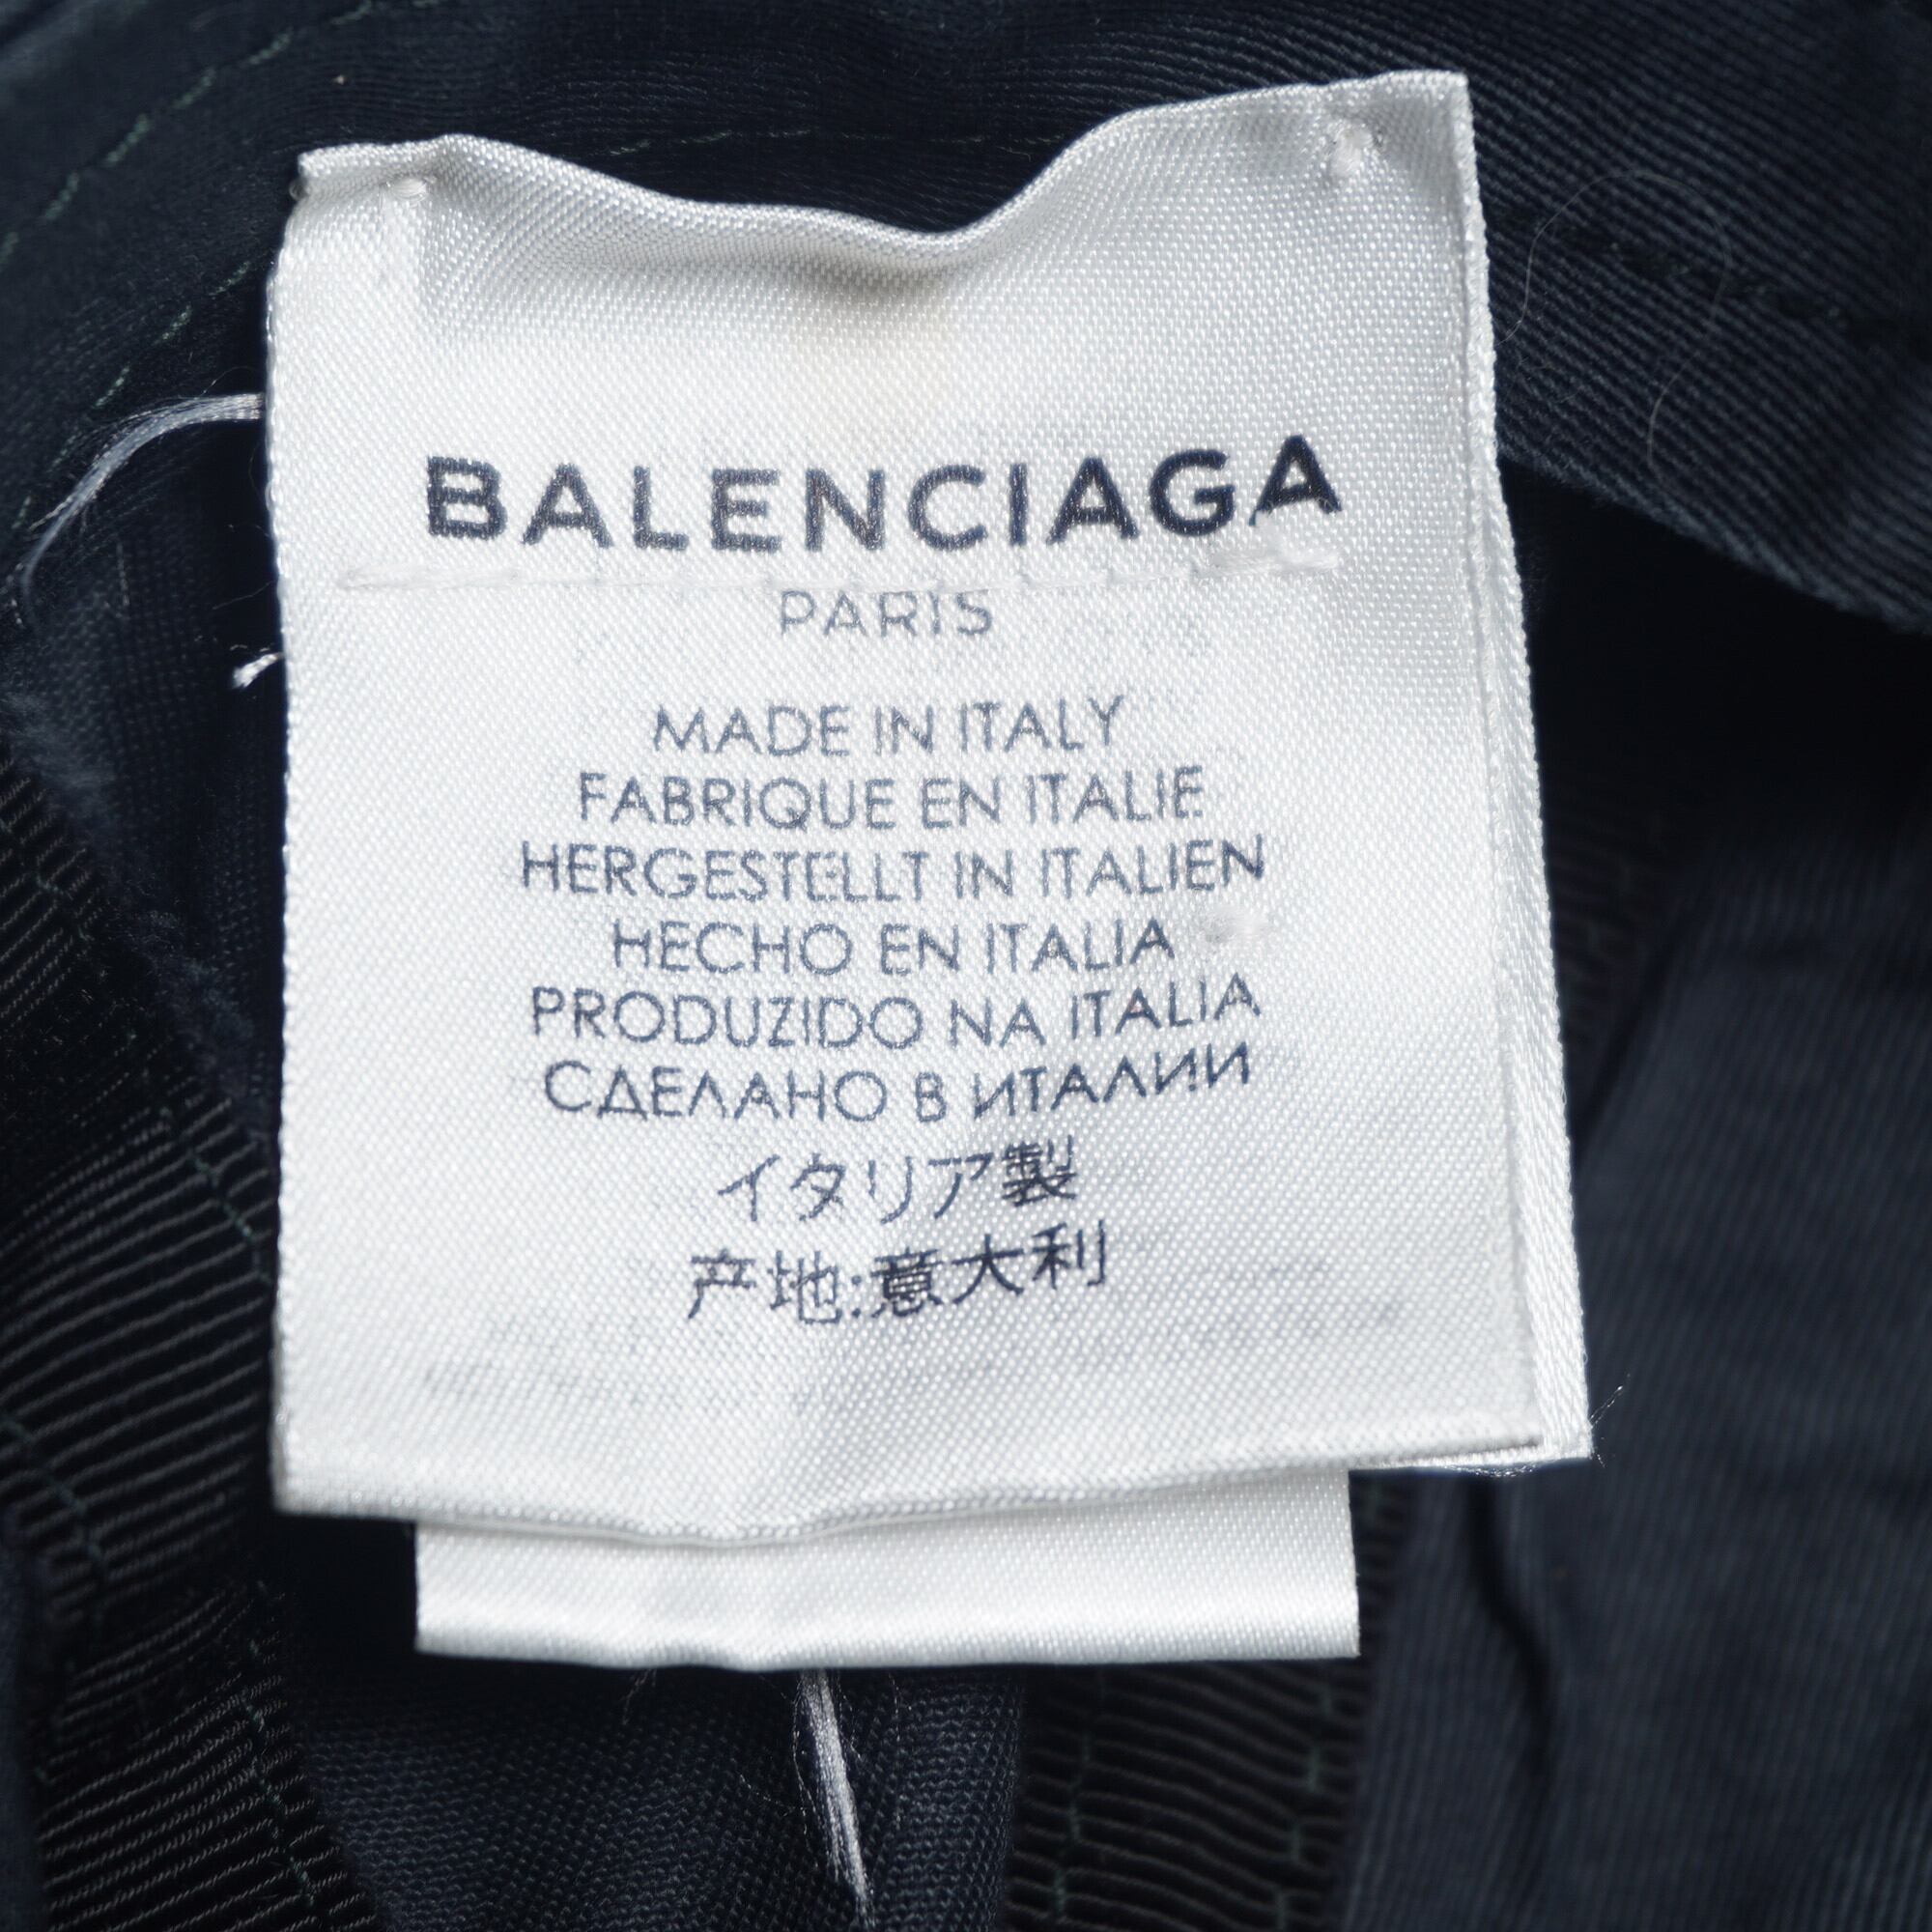 BALENCIAGA
PARIS
MADE IN ITALY
FABRIQUE EN ITALIE
HERGESTELLT IN ITALIEN
HECHO EN ITALIA
PRODUZIDO NA ITALIA
СДЕЛАНО В ИТАЛИИ
イタリア製
产地:意大利